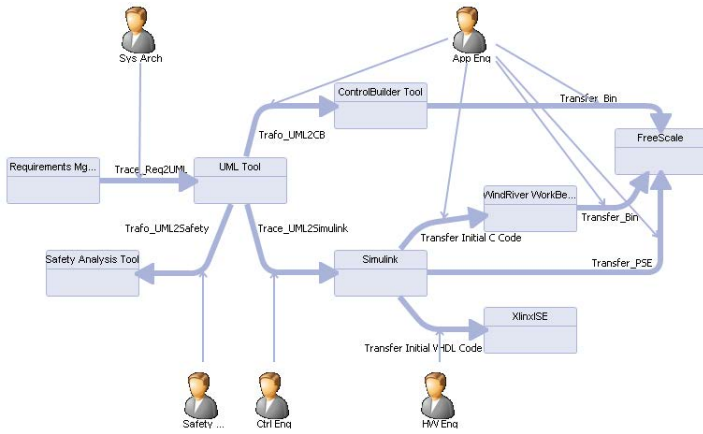 Sys Arch
App Eng
ControlBuilder Tool
Transfer_Bin
Trafo_UML2CB
FreeScale
Requirements Mg...
Trace_Req2UML
UML Tool
WindRiver WorkBe...
Transfer_Bin
Trafo_UML2Safety
Trace_UML2Simulink
Transfer Initial C Code
Safety Analysis Tool
Simulink
Transfer_PSE
XlinxISE
Transfer Initial VHDL Code
Safety ...
Ctrl Eng
HW Eng